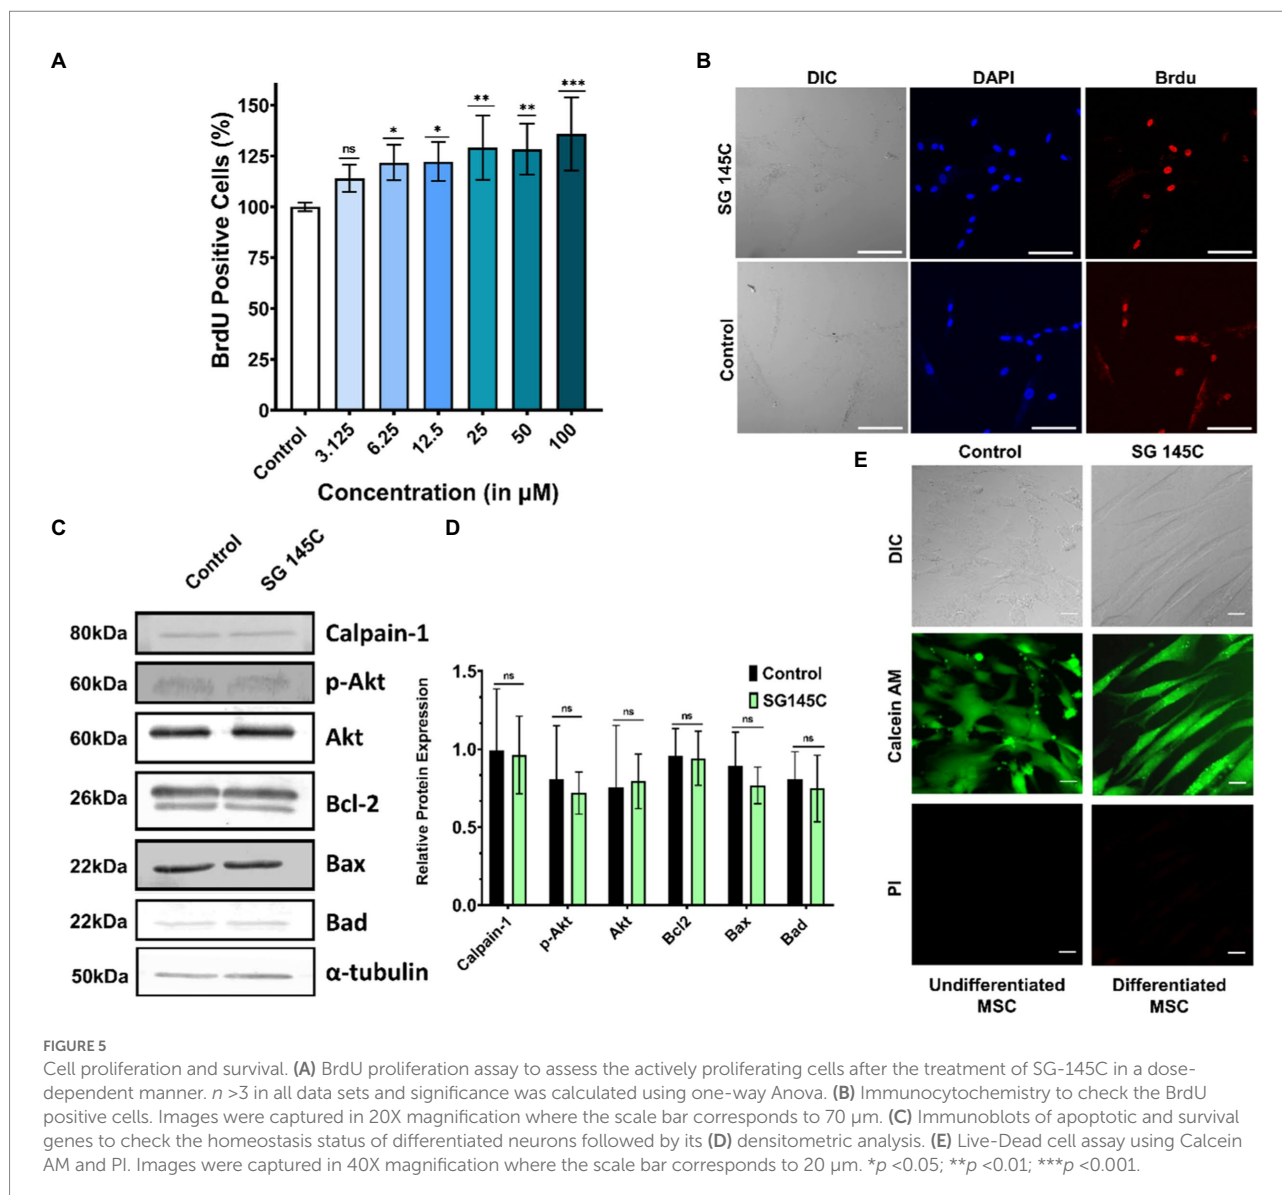 A
BrdU Positive Cells (%)
150
125
100
75
50
25
0
ns
*
*
**
**
***
Control
3.125
6.25
12.5
25
50
100
Concentration (in µM)
B
DIC DAPI Brdu
SG 145C
Control
C
Control SG 145C
80kDa Calpain-1
60kDa p-Akt
60kDa Akt
26kDa Bcl-2
22kDa Bax
22kDa Bad
50kDa α-tubulin
D
Relative Protein Expression
1.5
1.0
0.5
0.0
Control
SG145C
ns
ns
ns
ns
ns
ns
Calpain-1
p-Akt
Akt
Bcl2
Bax
Bad
E
Control SG 145C
DIC
Calcein AM
PI
Undifferentiated
MSC
Differentiated
MSC
FIGURE 5
Cell proliferation and survival. (A) BrdU proliferation assay to assess the actively proliferating cells after the treatment of SG-145C in a dose-
dependent manner. n >3 in all data sets and significance was calculated using one-way Anova. (B) Immunocytochemistry to check the BrdU
positive cells. Images were captured in 20X magnification where the scale bar corresponds to 70 µm. (C) Immunoblots of apoptotic and survival
genes to check the homeostasis status of differentiated neurons followed by its (D) densitometric analysis. (E) Live-Dead cell assay using Calcein
AM and PI. Images were captured in 40X magnification where the scale bar corresponds to 20 µm. *p <0.05; **p <0.01; ***p <0.001.